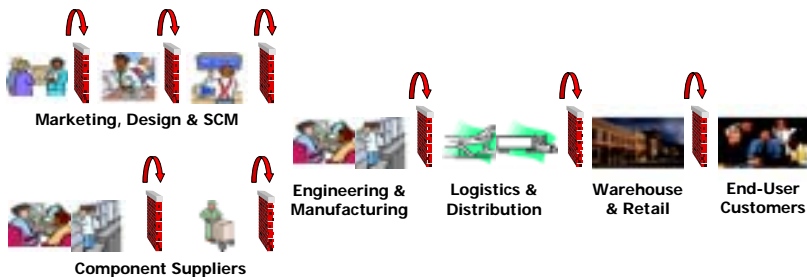 Marketing, Design & SCM
Component Suppliers
Engineering &
Manufacturing
Logistics &
Distribution
Warehouse
& Retail
End-User
Customers